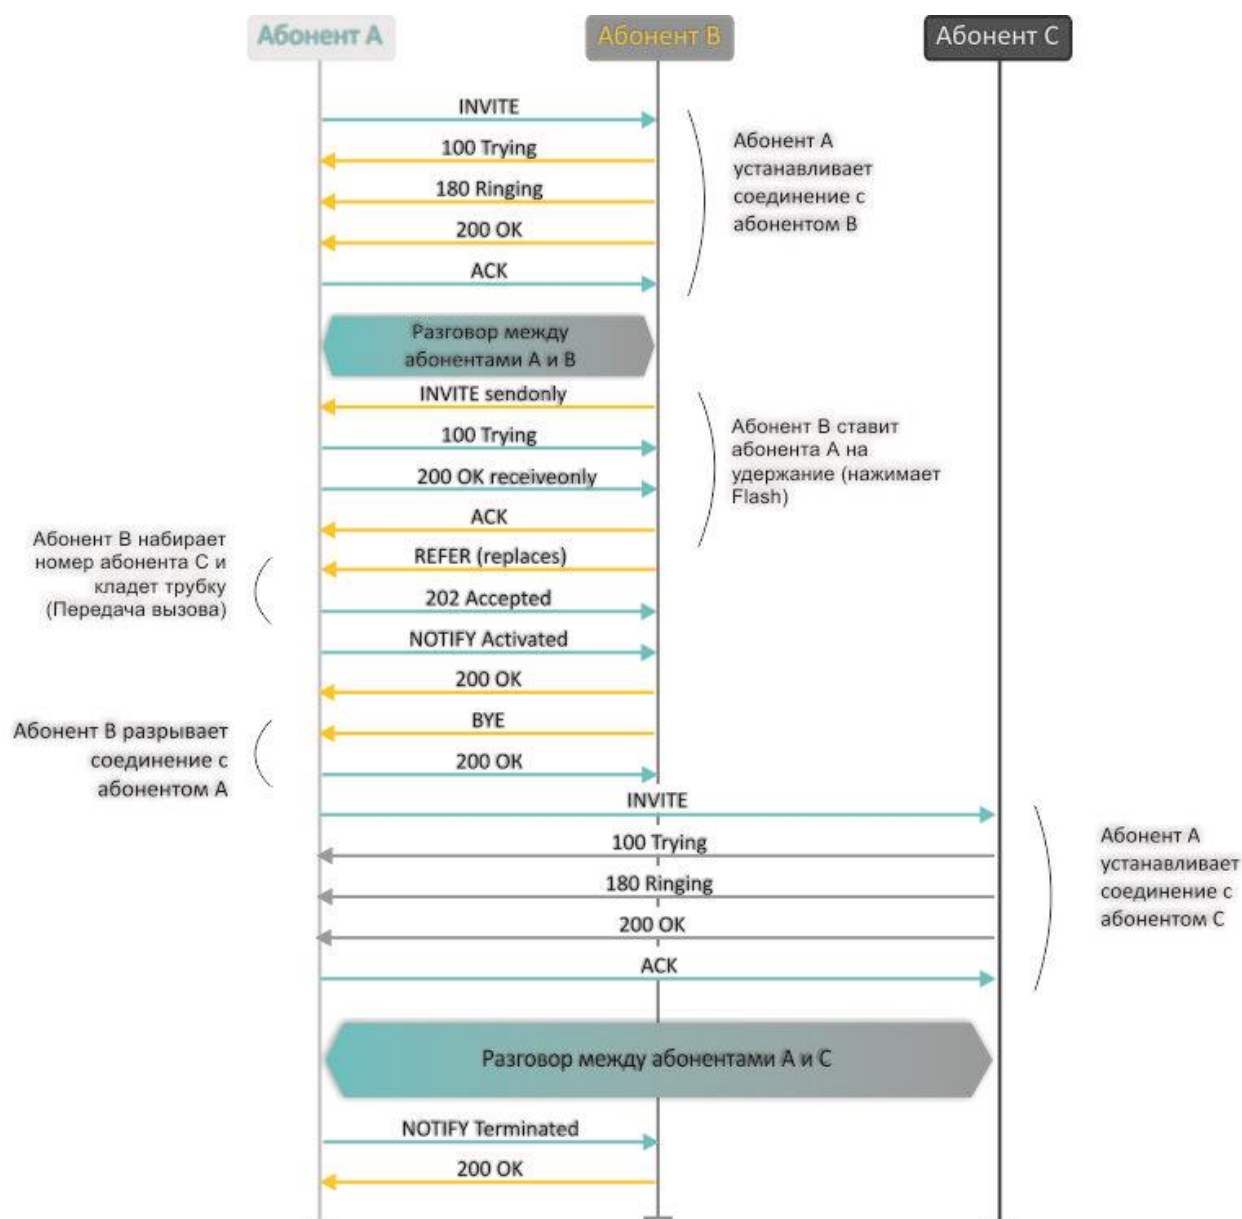 Абонент А
Абонент В
Абонент С
INVITE
100 Trying
180 Ringing
200 OK
ACK
Абонент А
устанавливает
соединение с
абонентом В
Разговор между
абонентами А и В
INVITE sendonly
100 Trying
200 OK receiveonly
ACK
Абонент В ставит
абонента А на
удержание (нажимает
Flash)
Абонент В набирает
номер абонента С и
кладет трубку
(Передача вызова)
REFER (replaces)
202 Accepted
NOTIFY Activated
200 OK
Абонент В разрывает
соединение с
абонентом А
BYE
200 OK
INVITE
100 Trying
180 Ringing
200 OK
ACK
Абонент А
устанавливает
соединение с
абонентом С
Разговор между абонентами А и С
NOTIFY Terminated
200 OK